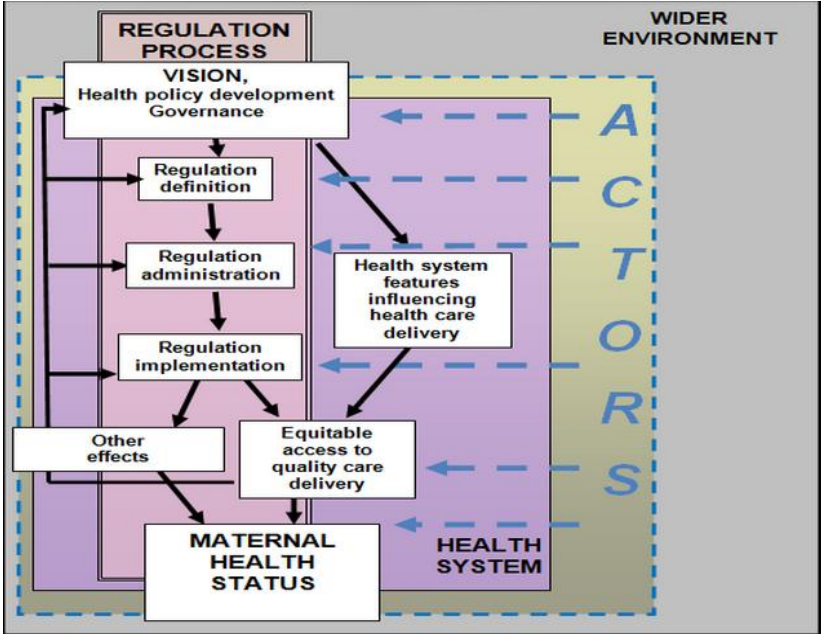 REGULATION
PROCESS
WIDER
ENVIRONMENT
VISION,
Health policy development
Governance
Regulation
definition
Regulation
administration
Health system
features
influencing
health care
delivery
Regulation
implementation
Other
effects
Equitable
access to
quality care
delivery
MATERNAL
HEALTH
STATUS
HEALTH
SYSTEM
A
C
T
O
R
S